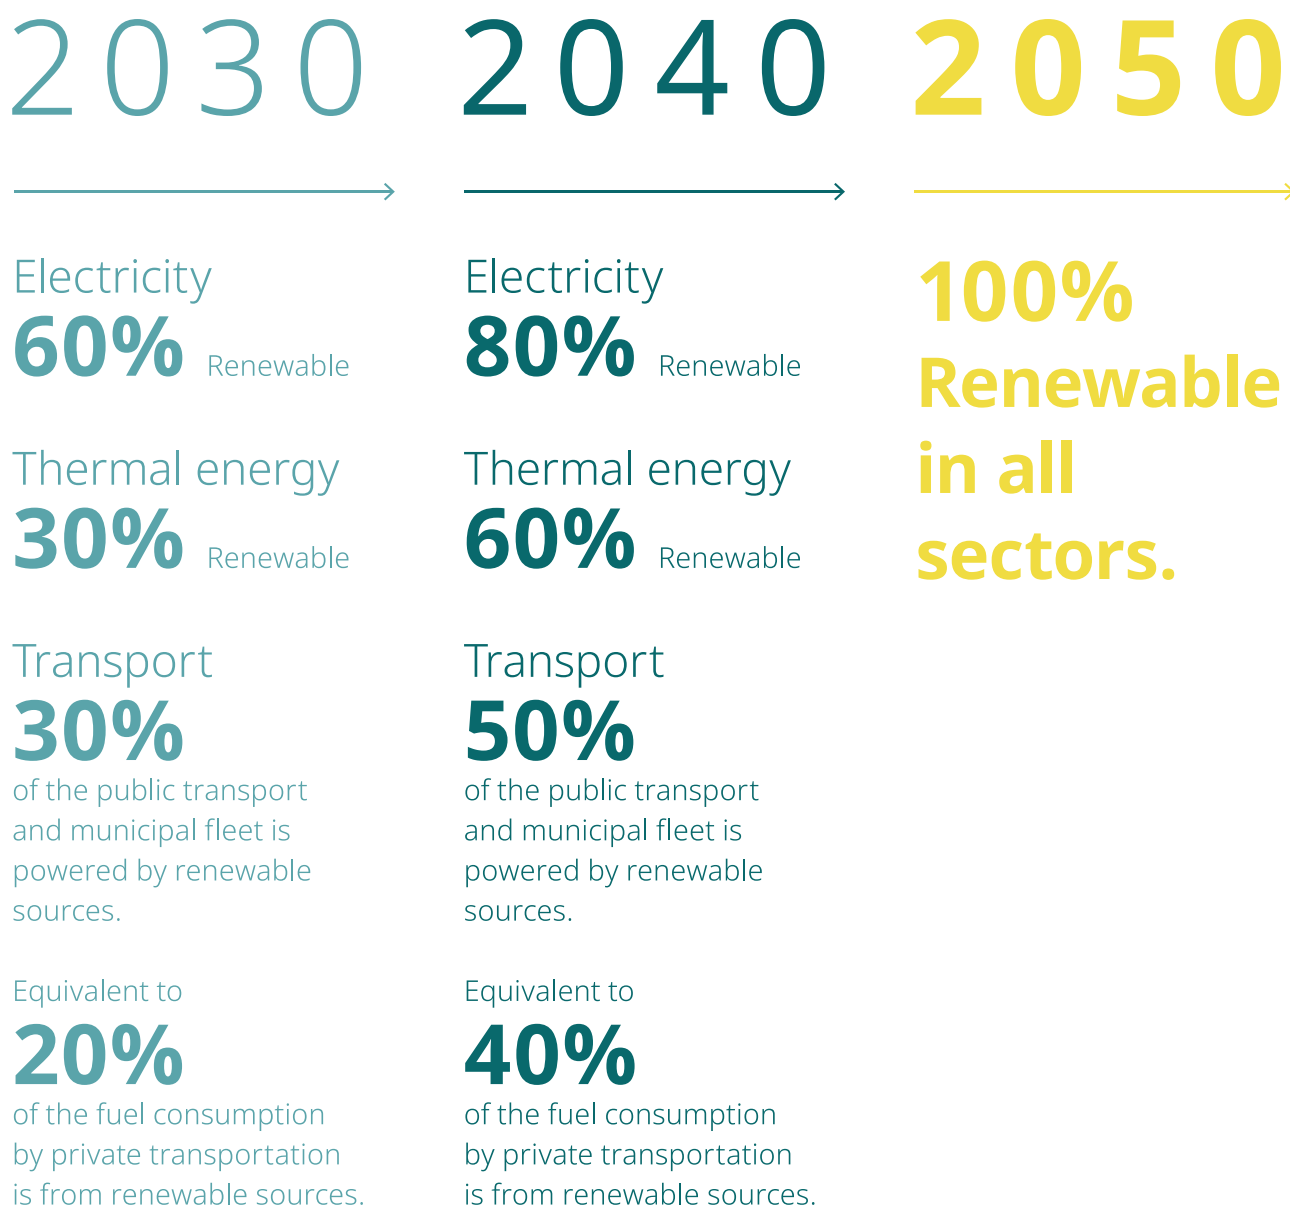 2030
Electricity
60% Renewable
Thermal energy
30% Renewable
Transport
30%
of the public transport
and municipal fleet is
powered by renewable
sources.
Equivalent to
20%
of the fuel consumption
by private transportation
is from renewable sources.
2040
Electricity
80% Renewable
Thermal energy
60% Renewable
Transport
50%
of the public transport
and municipal fleet is
powered by renewable
sources.
Equivalent to
40%
of the fuel consumption
by private transportation
is from renewable sources.
2050
100%
Renewable
in all
sectors.